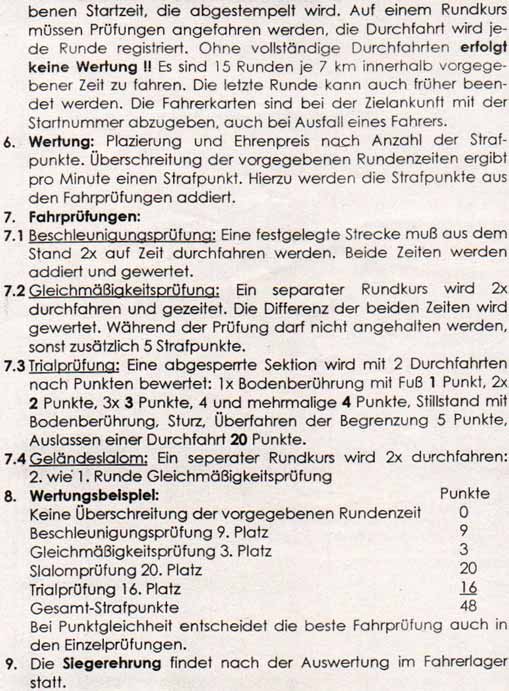 benen Startzeit, die abgestempelt wird. Auf einem Rundkurs
müssen Prüfungen angefahren werden, die Durchfahrt wird je-
de Runde registriert. Ohne vollständige Durchfahrten erfolgt
keine Wertung !! Es sind 15 Runden je 7 km innerhalb vorgege-
bener Zeit zu fahren. Die letzte Runde kann auch früher been-
det werden. Die Fahrerkarten sind bei der Zielankunft mit der
Startnummer abzugeben, auch bei Ausfall eines Fahrers.
6. Wertung: Plazierung und Ehrenpreis nach Anzahl der Straf-
punkte. Überschreitung der vorgegebenen Rundenzeiten ergibt
pro Minute einen Strafpunkt. Hierzu werden die Strafpunkte aus
den Fahrprüfungen addiert.
7. Fahrprüfungen:
7.1 Beschleunigungsprüfung: Eine festgelegte Strecke muß aus dem
Stand 2x auf Zeit durchfahren werden. Beide Zeiten werden
addiert und gewertet.
7.2 Gleichmäßigkeitsprüfung: Ein separater Rundkurs wird 2x
durchfahren und gezeitet. Die Differenz der beiden Zeiten wird
gewertet. Während der Prüfung darf nicht angehalten werden,
sonst zusätzlich 5 Strafpunkte.
7.3 Trialprüfung: Eine abgesperrte Sektion wird mit 2 Durchfahrten
nach Punkten bewertet: 1x Bodenberührung mit Fuß 1 Punkt, 2x
2 Punkte, 3x 3 Punkte, 4 und mehrmalige 4 Punkte, Stillstand mit
Bodenberührung, Sturz, Überfahren der Begrenzung 5 Punkte,
Auslassen einer Durchfahrt 20 Punkte.
7.4 Geländeslalom: Ein seperater Rundkurs wird 2x durchfahren:
2. wie 1. Runde Gleichmäßigkeitsprüfung
8. Wertungsbeispiel: Punkte
Keine Überschreitung der vorgegebenen Rundenzeit 0
Beschleunigungsprüfung 9. Platz 9
Gleichmäßigkeitsprüfung 3. Platz 3
Slalomprüfung 20. Platz 20
Trialprüfung 16. Platz 16
Gesamt-Strafpunkte 48
Bei Punktgleichheit entscheidet die beste Fahrprüfung auch in
den Einzelprüfungen.
9. Die Siegerehrung findet nach der Auswertung im Fahrerlager
statt.